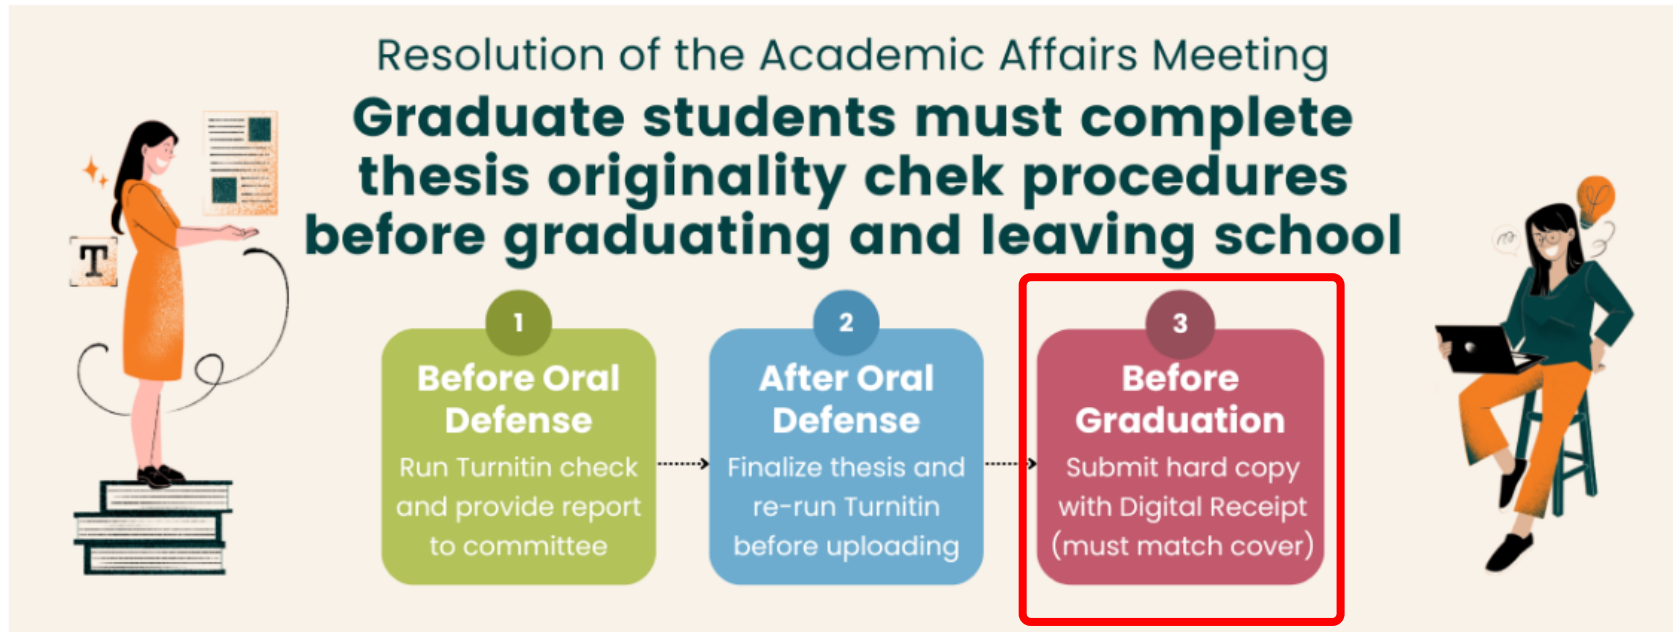 Resolution of the Academic Affairs Meeting
Graduate students must complete
thesis originality chek procedures
before graduating and leaving school
T
1
Before Oral
Defense
Run Turnitin check
and provide report
to committee
2
After Oral
Defense
Finalize thesis and
re-run Turnitin
before uploading
3
Before
Graduation
Submit hard copy
with Digital Receipt
(must match cover)